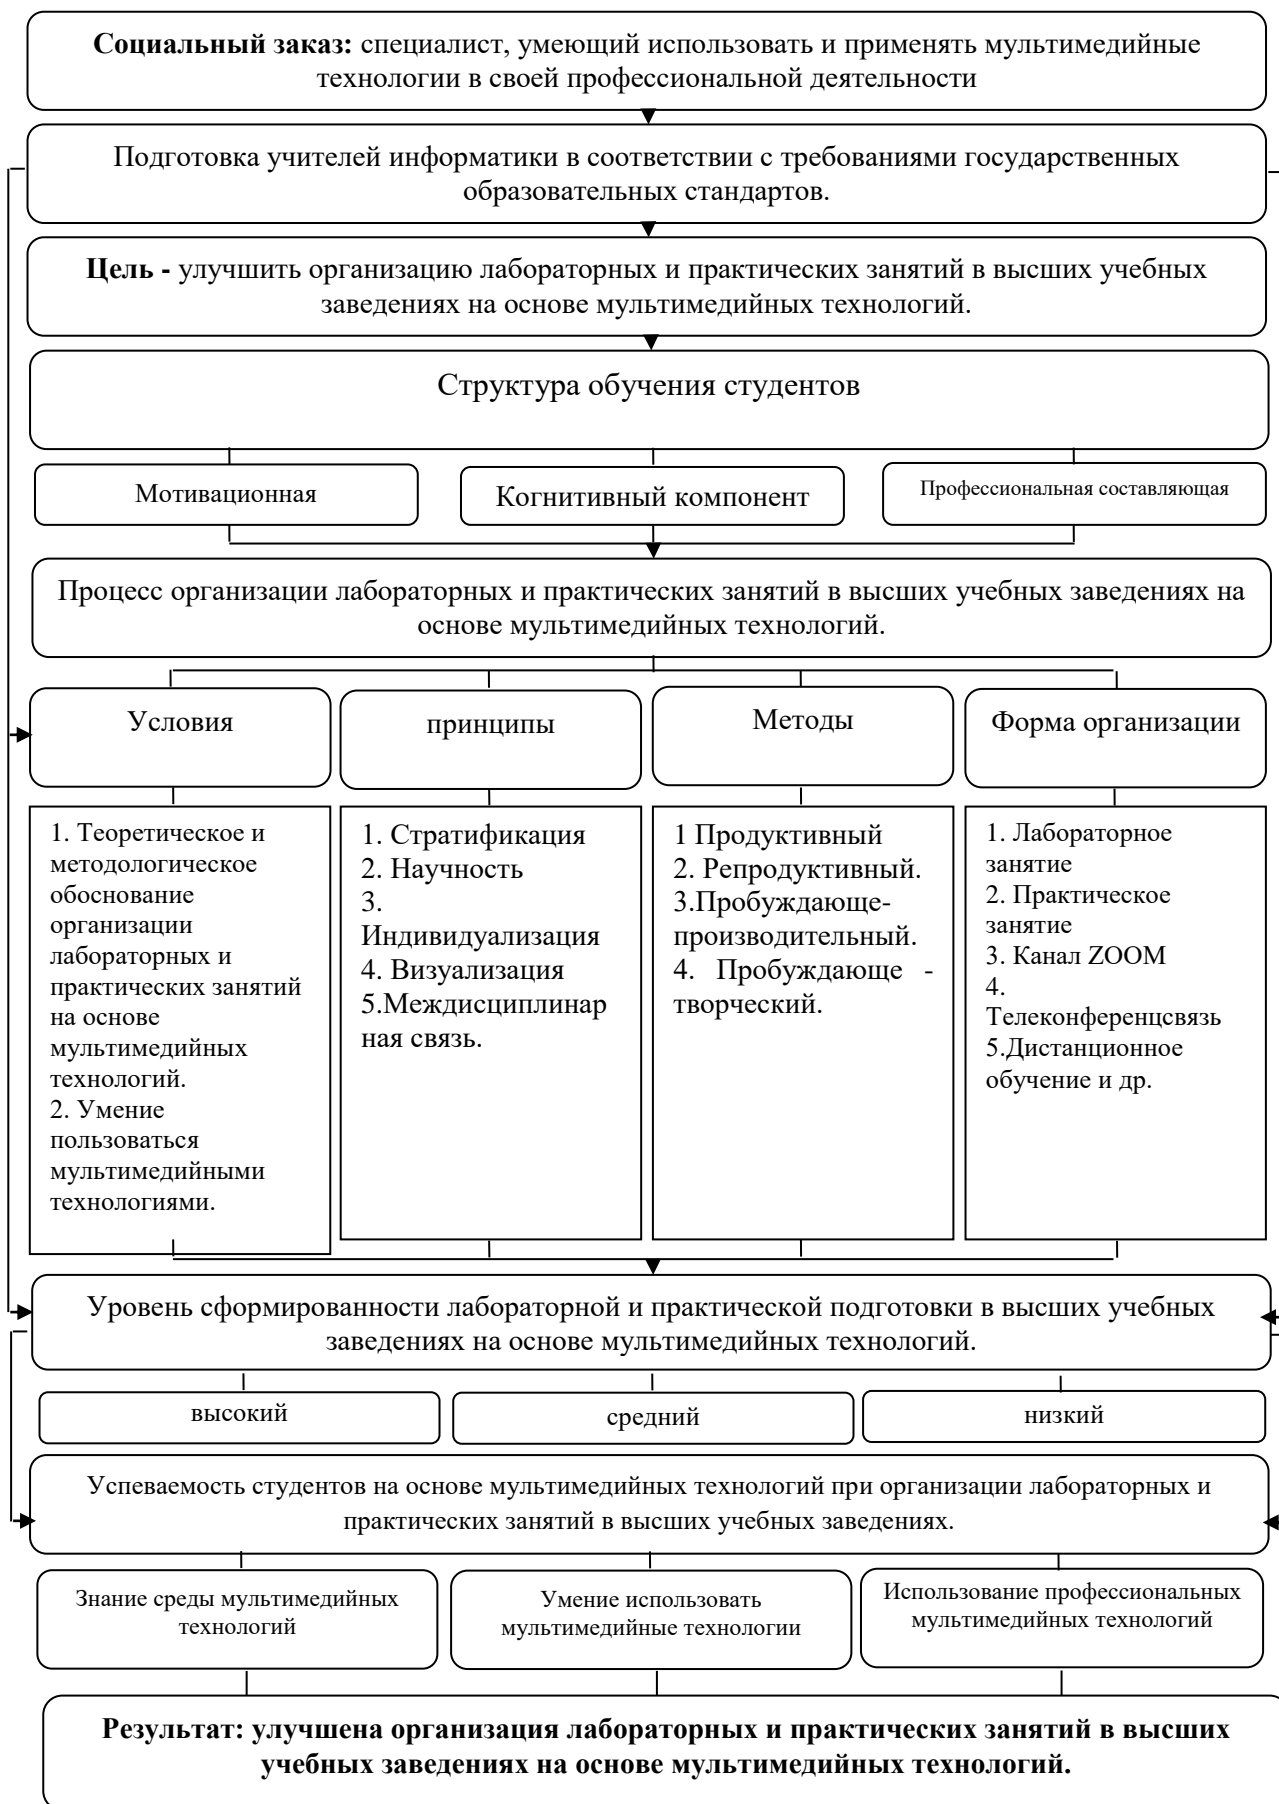 Социальный заказ: специалист, умеющий использовать и применять мультимедийные
технологии в своей профессиональной деятельности
Подготовка учителей информатики в соответствии с требованиями государственных
образовательных стандартов.
Цель - улучшить организацию лабораторных и практических занятий в высших учебных
заведениях на основе мультимедийных технологий.
Структура обучения студентов
Мотивационная
Когнитивный компонент
Профессиональная составляющая
Процесс организации лабораторных и практических занятий в высших учебных заведениях на
основе мультимедийных технологий.
Условия
принципы
Методы
Форма организации
1. Теоретическое и
методологическое
обоснование
организации
лабораторных и
практических занятий
на основе
мультимедийных
технологий.
2. Умение
пользоваться
мультимедийными
технологиями.
1. Стратификация
2. Научность
3.
Индивидуализация
4. Визуализация
5.Междисциплинар
ная связь.
1 Продуктивный
2. Репродуктивный.
3.Пробуждающе-
производительный.
4. Пробуждающе -
творческий.
1. Лабораторное
занятие
2. Практическое
занятие
3. Канал ZOOM
4.
Телеконференцсвязь
5.Дистанционное
обучение и др.
Уровень сформированности лабораторной и практической подготовки в высших учебных
заведениях на основе мультимедийных технологий.
высокий
средний
низкий
Успеваемость студентов на основе мультимедийных технологий при организации лабораторных и
практических занятий в высших учебных заведениях.
Знание среды мультимедийных
технологий
Умение использовать
мультимедийные технологии
Использование профессиональных
мультимедийных технологий
Результат: улучшена организация лабораторных и практических занятий в высших
учебных заведениях на основе мультимедийных технологий.